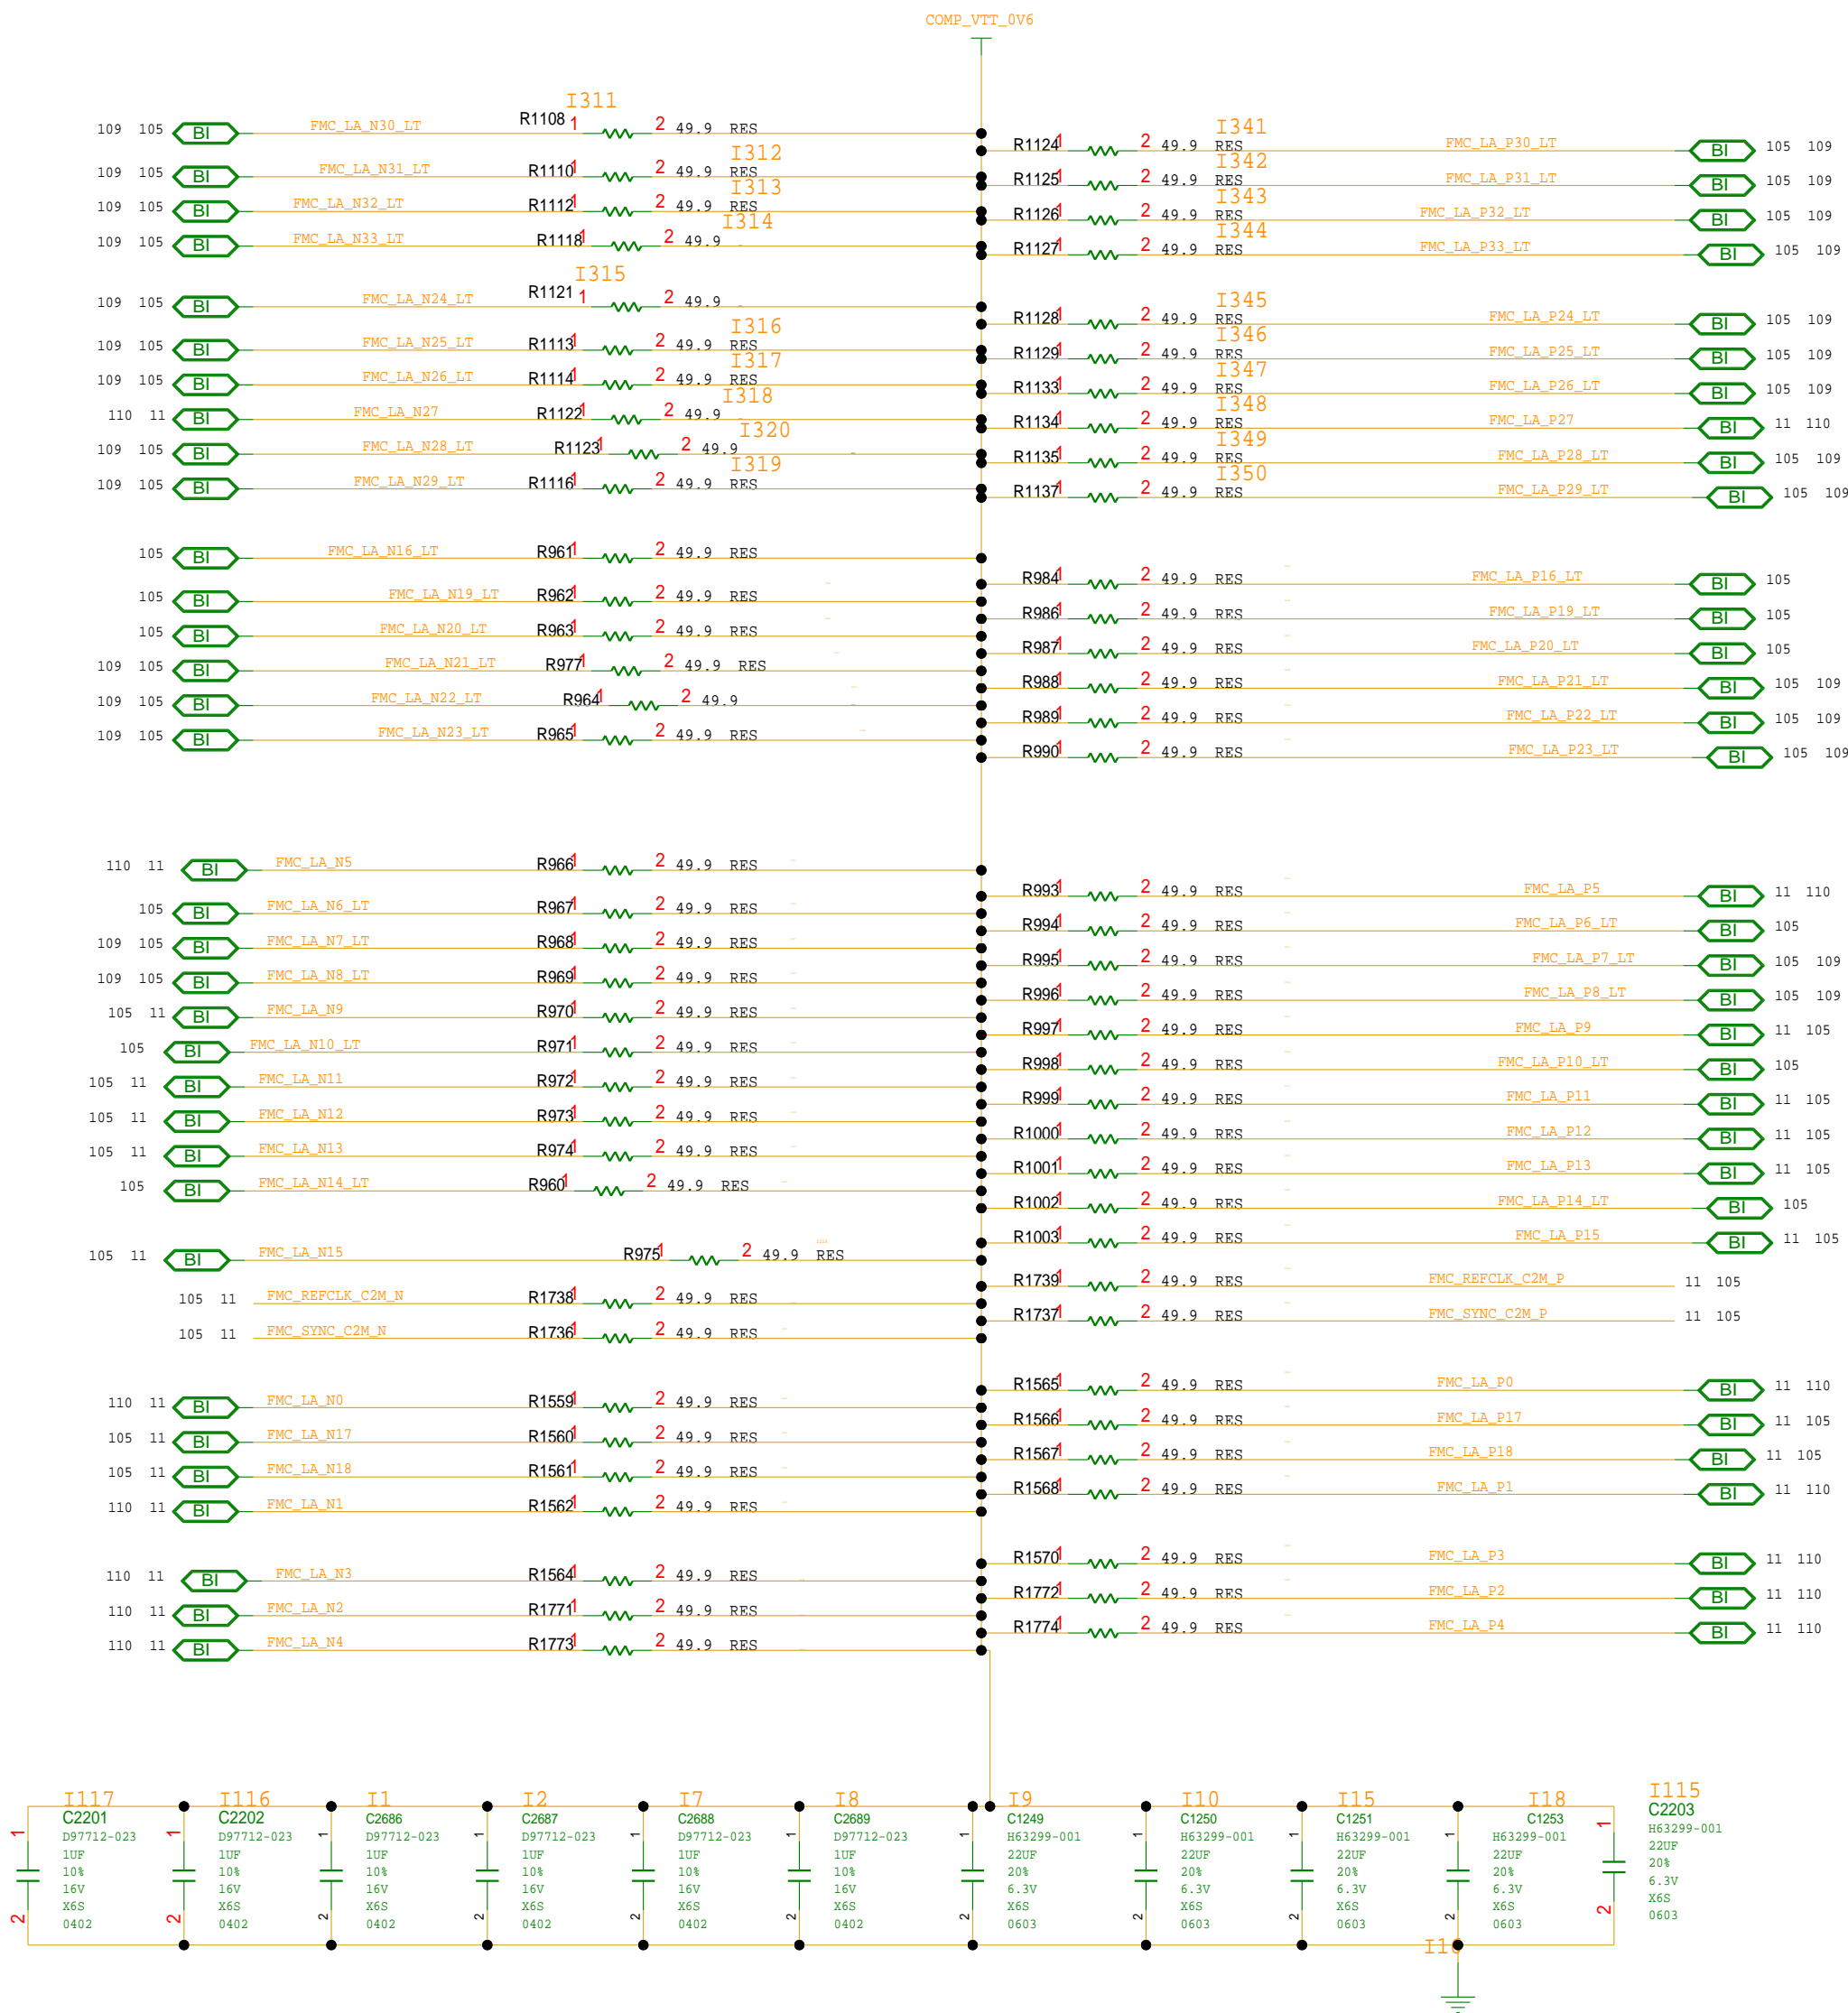 COMP_VTT_0V6
I311
109 105 BI FMC_LA_N30_LT R1108 1 2 49.9 RES
I341
R1124 1 2 49.9 RES FMC_LA_P30_LT BI 105 109
I312
109 105 BI FMC_LA_N31_LT R1110 1 2 49.9 RES
I342
R1125 1 2 49.9 RES FMC_LA_P31_LT BI 105 109
I313
109 105 BI FMC_LA_N32_LT R1112 1 2 49.9 RES
I343
R1126 1 2 49.9 RES FMC_LA_P32_LT BI 105 109
I314
109 105 BI FMC_LA_N33_LT R1118 1 2 49.9
I344
R1127 1 2 49.9 RES FMC_LA_P33_LT BI 105 109
I315
109 105 BI FMC_LA_N24_LT R1121 1 2 49.9
I345
R1128 1 2 49.9 RES FMC_LA_P24_LT BI 105 109
I316
109 105 BI FMC_LA_N25_LT R1113 1 2 49.9 RES
I346
R1129 1 2 49.9 RES FMC_LA_P25_LT BI 105 109
I317
109 105 BI FMC_LA_N26_LT R1114 1 2 49.9 RES
I347
R1133 1 2 49.9 RES FMC_LA_P26_LT BI 105 109
I318
110 11 BI FMC_LA_N27 R1122 1 2 49.9
I348
R1134 1 2 49.9 RES FMC_LA_P27 BI 11 110
I320
109 105 BI FMC_LA_N28_LT R1123 1 2 49.9
I349
R1135 1 2 49.9 RES FMC_LA_P28_LT BI 105 109
I319
109 105 BI FMC_LA_N29_LT R1116 1 2 49.9 RES
I350
R1137 1 2 49.9 RES FMC_LA_P29_LT BI 105 109
105 BI FMC_LA_N16_LT R961 1 2 49.9 RES
R984 1 2 49.9 RES FMC_LA_P16_LT BI 105
105 BI FMC_LA_N19_LT R962 1 2 49.9 RES
R986 1 2 49.9 RES FMC_LA_P19_LT BI 105
105 BI FMC_LA_N20_LT R963 1 2 49.9 RES
R987 1 2 49.9 RES FMC_LA_P20_LT BI 105
109 105 BI FMC_LA_N21_LT R977 1 2 49.9 RES
R988 1 2 49.9 RES FMC_LA_P21_LT BI 105 109
109 105 BI FMC_LA_N22_LT R964 1 2 49.9
R989 1 2 49.9 RES FMC_LA_P22_LT BI 105 109
109 105 BI FMC_LA_N23_LT R965 1 2 49.9 RES
R990 1 2 49.9 RES FMC_LA_P23_LT BI 105 109
110 11 BI FMC_LA_N5 R966 1 2 49.9 RES
R993 1 2 49.9 RES FMC_LA_P5 BI 11 110
105 BI FMC_LA_N6_LT R967 1 2 49.9 RES
R994 1 2 49.9 RES FMC_LA_P6_LT BI 105
109 105 BI FMC_LA_N7_LT R968 1 2 49.9 RES
R995 1 2 49.9 RES FMC_LA_P7_LT BI 105 109
109 105 BI FMC_LA_N8_LT R969 1 2 49.9 RES
R996 1 2 49.9 RES FMC_LA_P8_LT BI 105 109
105 11 BI FMC_LA_N9 R970 1 2 49.9 RES
R997 1 2 49.9 RES FMC_LA_P9 BI 11 105
105 BI FMC_LA_N10_LT R971 1 2 49.9 RES
R998 1 2 49.9 RES FMC_LA_P10_LT BI 105
105 11 BI FMC_LA_N11 R972 1 2 49.9 RES
R999 1 2 49.9 RES FMC_LA_P11 BI 11 105
105 11 BI FMC_LA_N12 R973 1 2 49.9 RES
R1000 1 2 49.9 RES FMC_LA_P12 BI 11 105
105 11 BI FMC_LA_N13 R974 1 2 49.9 RES
R1001 1 2 49.9 RES FMC_LA_P13 BI 11 105
105 BI FMC_LA_N14_LT R960 1 2 49.9 RES
R1002 1 2 49.9 RES FMC_LA_P14_LT BI 105
105 11 BI FMC_LA_N15 R975 1 2 49.9 RES
R1003 1 2 49.9 RES FMC_LA_P15 BI 11 105
R1739 1 2 49.9 RES FMC_REFCLK_C2M_P 11 105
105 11 FMC_REFCLK_C2M_N R1738 1 2 49.9 RES
R1737 1 2 49.9 RES FMC_SYNC_C2M_P 11 105
105 11 FMC_SYNC_C2M_N R1736 1 2 49.9 RES
R1565 1 2 49.9 RES FMC_LA_P0 BI 11 110
110 11 BI FMC_LA_N0 R1559 1 2 49.9 RES
R1566 1 2 49.9 RES FMC_LA_P17 BI 11 105
105 11 BI FMC_LA_N17 R1560 1 2 49.9 RES
R1567 1 2 49.9 RES FMC_LA_P18 BI 11 105
105 11 BI FMC_LA_N18 R1561 1 2 49.9 RES
R1568 1 2 49.9 RES FMC_LA_P1 BI 11 110
110 11 BI FMC_LA_N1 R1562 1 2 49.9 RES
R1570 1 2 49.9 RES FMC_LA_P3 BI 11 110
110 11 BI FMC_LA_N3 R1564 1 2 49.9 RES
R1772 1 2 49.9 RES FMC_LA_P2 BI 11 110
110 11 BI FMC_LA_N2 R1771 1 2 49.9 RES
R1774 1 2 49.9 RES FMC_LA_P4 BI 11 110
110 11 BI FMC_LA_N4 R1773 1 2 49.9 RES
I117 I116 I1 I2 I7 I8 I9 I10 I15 I18 I115
C2201 C2202 C2686 C2687 C2688 C2689 C1249 C1250 C1251 C1253 C2203
D97712-023 D97712-023 D97712-023 D97712-023 D97712-023 D97712-023 H63299-001 H63299-001 H63299-001 H63299-001 H63299-001
1 1 1 1 1 1 1 1 1 1 1
1UF 1UF 1UF 1UF 1UF 1UF 22UF 22UF 22UF 22UF 22UF
10% 10% 10% 10% 10% 10% 20% 20% 20% 20% 20%
16V 16V 16V 16V 16V 16V 6.3V 6.3V 6.3V 6.3V 6.3V
X6S X6S X6S X6S X6S X6S X6S X6S X6S X6S X6S
2 2 2 2 2 2 2 2 2 2 2
0402 0402 0402 0402 0402 0402 0603 0603 0603 0603 0603